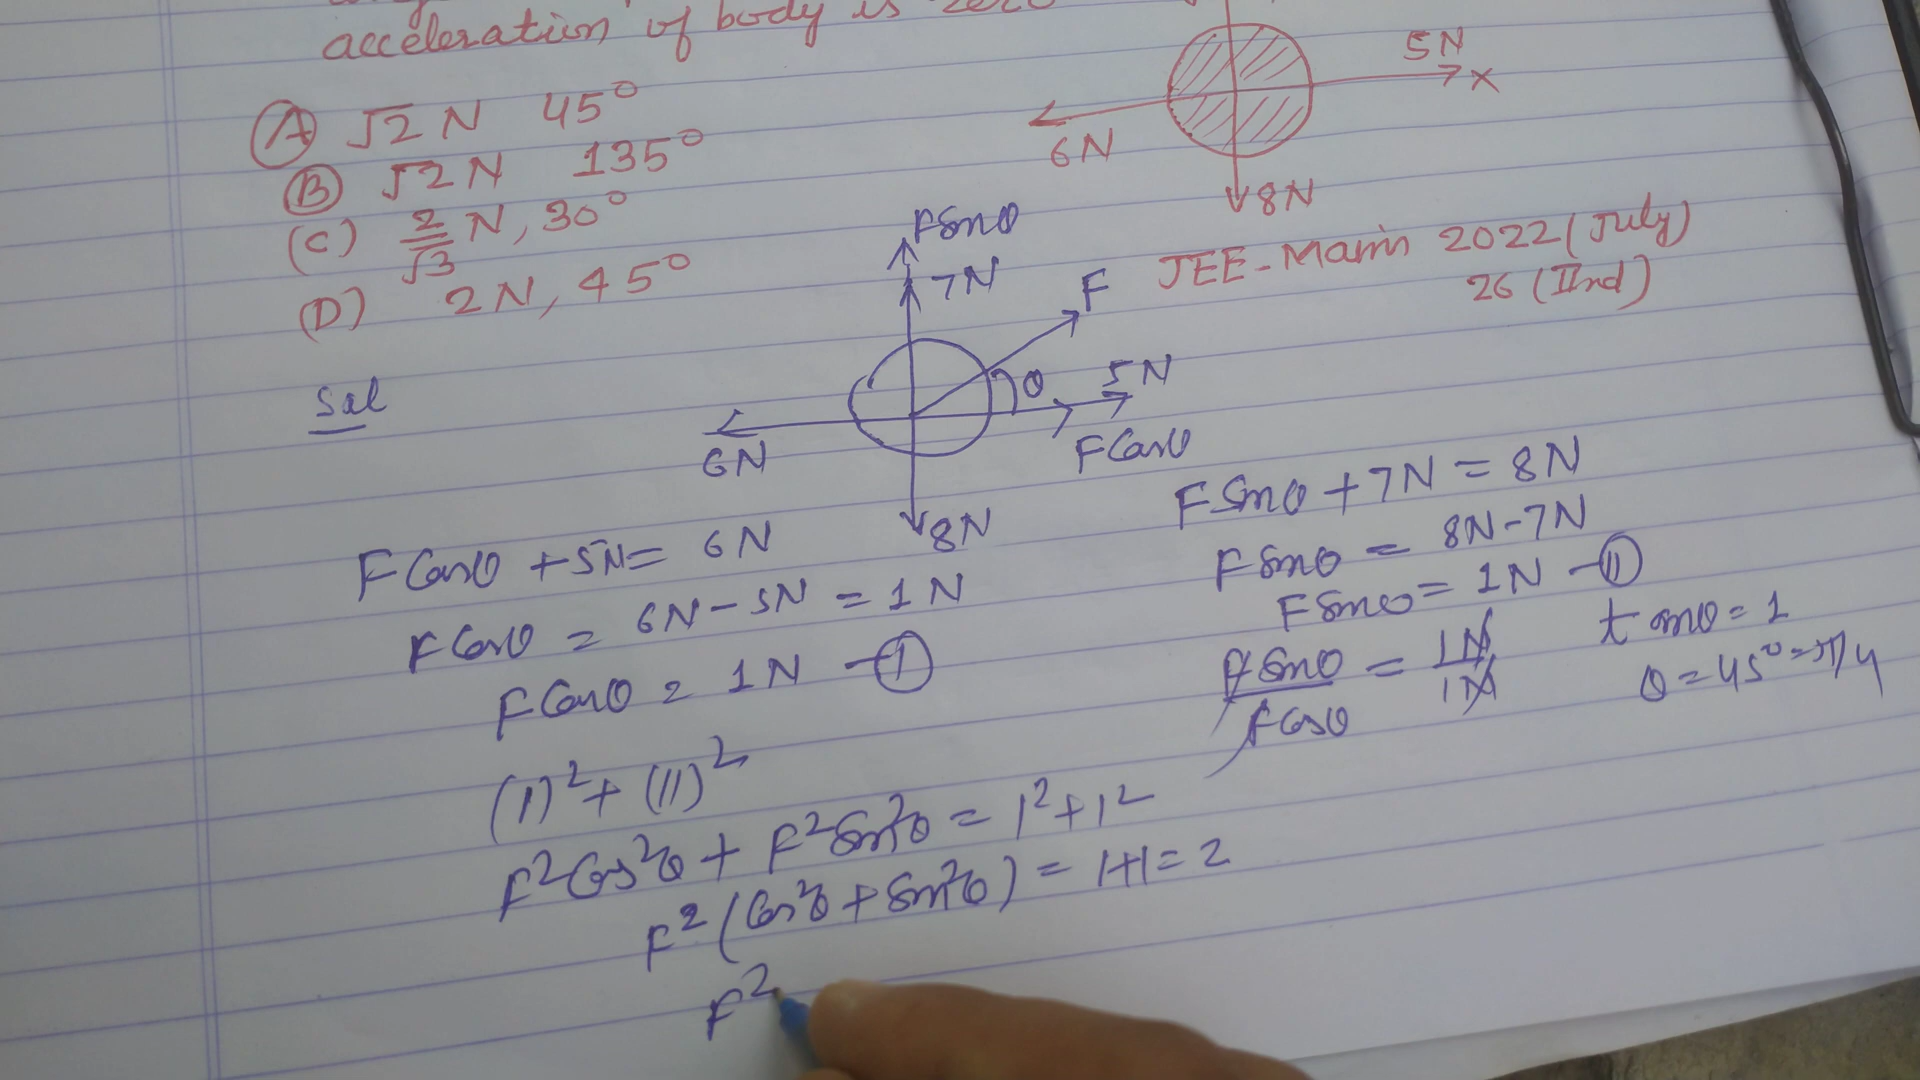 acceleration of body is zero
5N
X
6N
8N
(A) √2 N 45°
(B) √2 N 135°
(C) 2/√3 N, 30°
(D) 2N, 45°
JEE-Main 2022 (July)
26 (IInd)
Sol
F Sinθ
7N
F
θ
5N
F Cosθ
6N
8N
F Cosθ + 5N = 6N
F Cosθ = 6N - 5N = 1N
F Cosθ = 1N - (I)
F Sinθ + 7N = 8N
F Sinθ = 8N - 7N
F Sinθ = 1N - (II)
F Sinθ / F Cosθ = 1N / 1N
tanθ = 1
θ = 45° = π/4
(I)² + (II)²
F² Cos²θ + F² Sin²θ = 1² + 1²
F² (Cos²θ + Sin²θ) = 1+1 = 2
F²